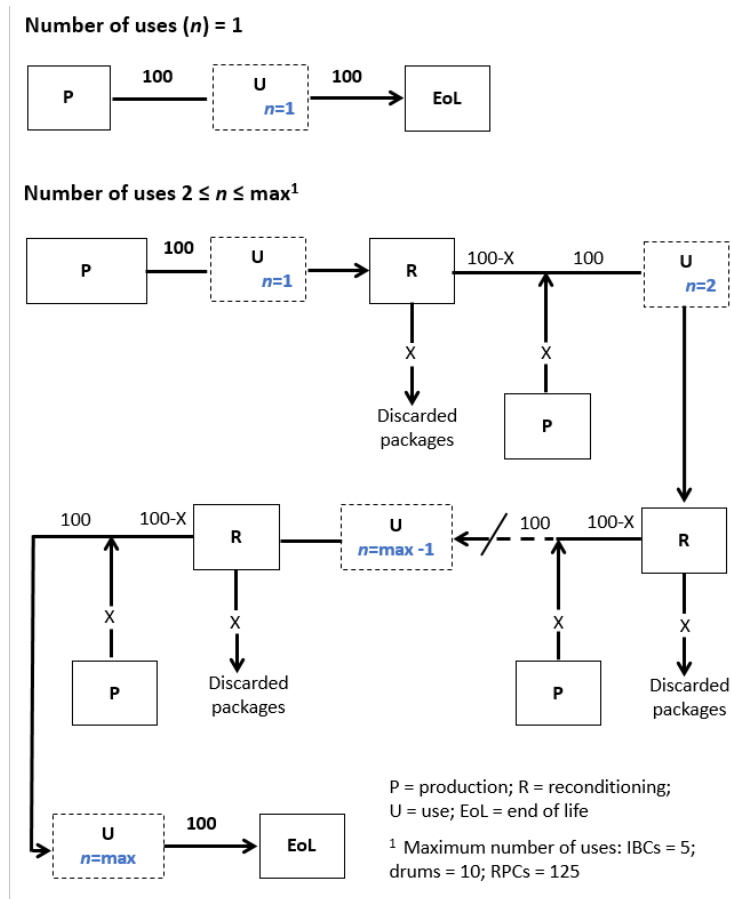 Number of uses (n) = 1
P
100
U
n=1
100
EoL
Number of uses 2 ≤ n ≤ max¹
P
100
U
n=1
R
100-X
100
U
n=2
X
X
Discarded
packages
P
100
100-X
R
U
n=max -1
100
100-X
R
X
X
X
X
P
Discarded
packages
P
Discarded
packages
U
n=max
100
EoL
P = production; R = reconditioning;
U = use; EoL = end of life
¹ Maximum number of uses: IBCs = 5;
drums = 10; RPCs = 125